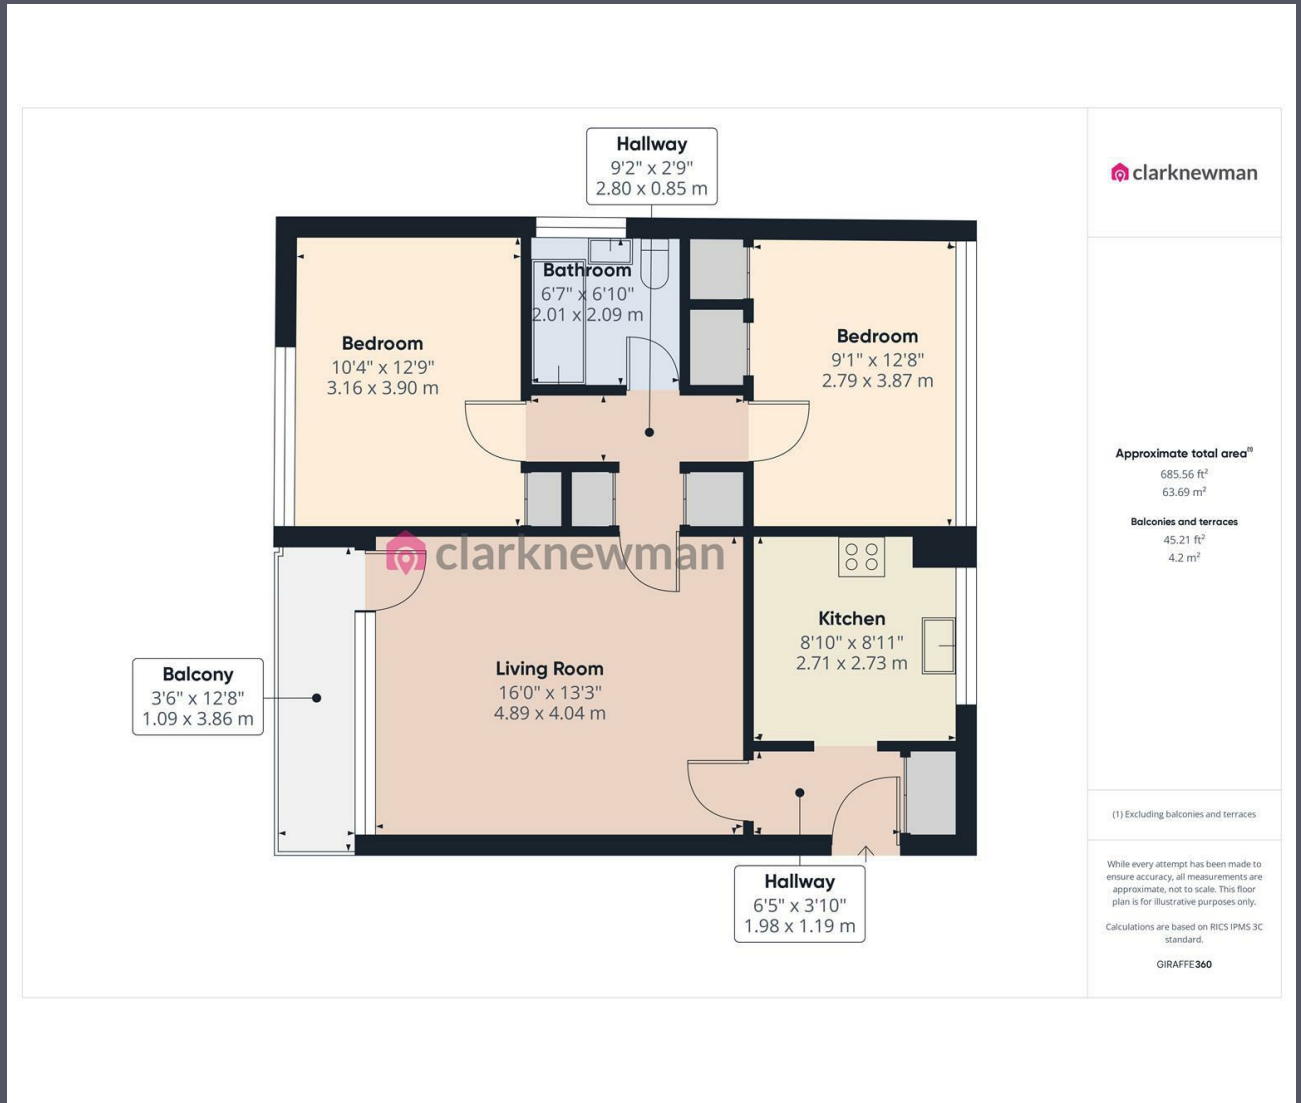 Hallway
9'2" x 2'9"
2.80 x 0.85 m
Bathroom
6'7" x 6'10"
2.01 x 2.09 m
Bedroom
10'4" x 12'9"
3.16 x 3.90 m
Bedroom
9'1" x 12'8"
2.79 x 3.87 m
clarknewman
Living Room
16'0" x 13'3"
4.89 x 4.04 m
Kitchen
8'10" x 8'11"
2.71 x 2.73 m
Balcony
3'6" x 12'8"
1.09 x 3.86 m
Hallway
6'5" x 3'10"
1.98 x 1.19 m
clarknewman
Approximate total area(1)
685.56 ft²
63.69 m²
Balconies and terraces
45.21 ft²
4.2 m²
(1) Excluding balconies and terraces
While every attempt has been made to
ensure accuracy, all measurements are
approximate, not to scale. This floor
plan is for illustrative purposes only.
Calculations are based on RICS IPMS 3C
standard.
GIRAFFE360